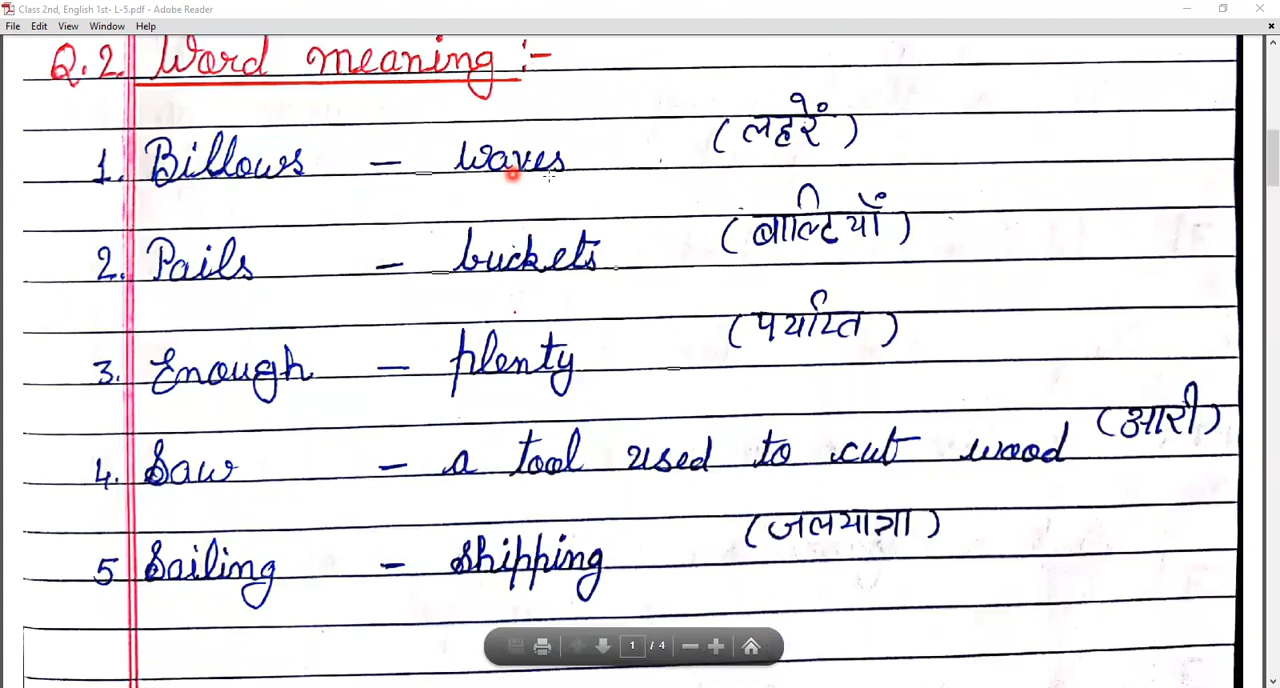 Class 2nd, English 1st- L-5.pdf - Adobe Reader
File Edit View Window Help
Q.2. Word meaning :-
1. Billows - waves (लहरें)
2. Pails - buckets (बाल्टियाँ)
3. Enough - plenty (पर्याप्त)
4. Saw - a tool used to cut wood (आरी)
5 Sailing - shipping (जलयात्रा)
1 / 4